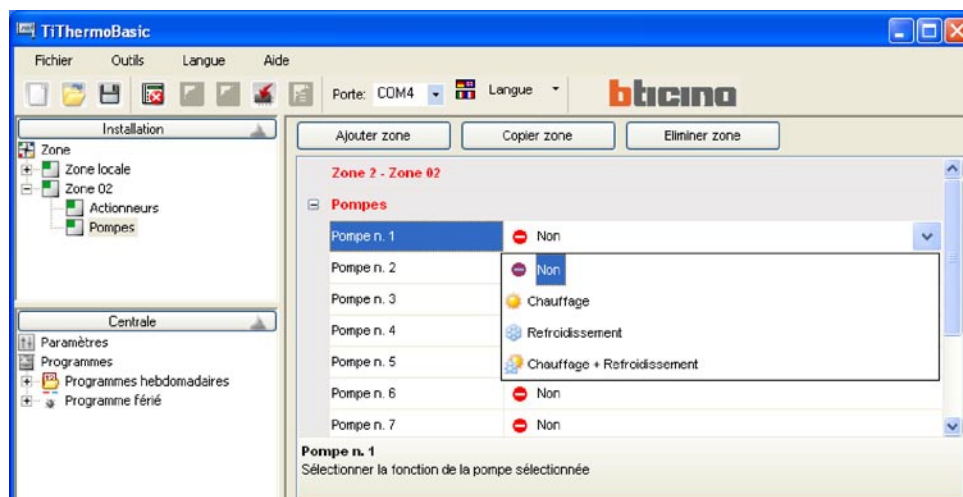 TiThermoBasic
Fichier Outils Langue Aide
Porte: COM4 Langue bticino
Installation
Zone
Zone locale
Zone 02
Actionneurs
Pompes
Centrale
Paramètres
Programmes
Programmes hebdomadaires
Programme férié
Ajouter zone Copier zone Eliminer zone
Zone 2 - Zone 02
Pompes
Pompe n. 1 Non
Pompe n. 2 Non
Pompe n. 3 Chauffage
Pompe n. 4 Refroidissement
Pompe n. 5 Chauffage + Refroidissement
Pompe n. 6 Non
Pompe n. 7 Non
Pompe n. 1
Sélectionner la fonction de la pompe sélectionnée